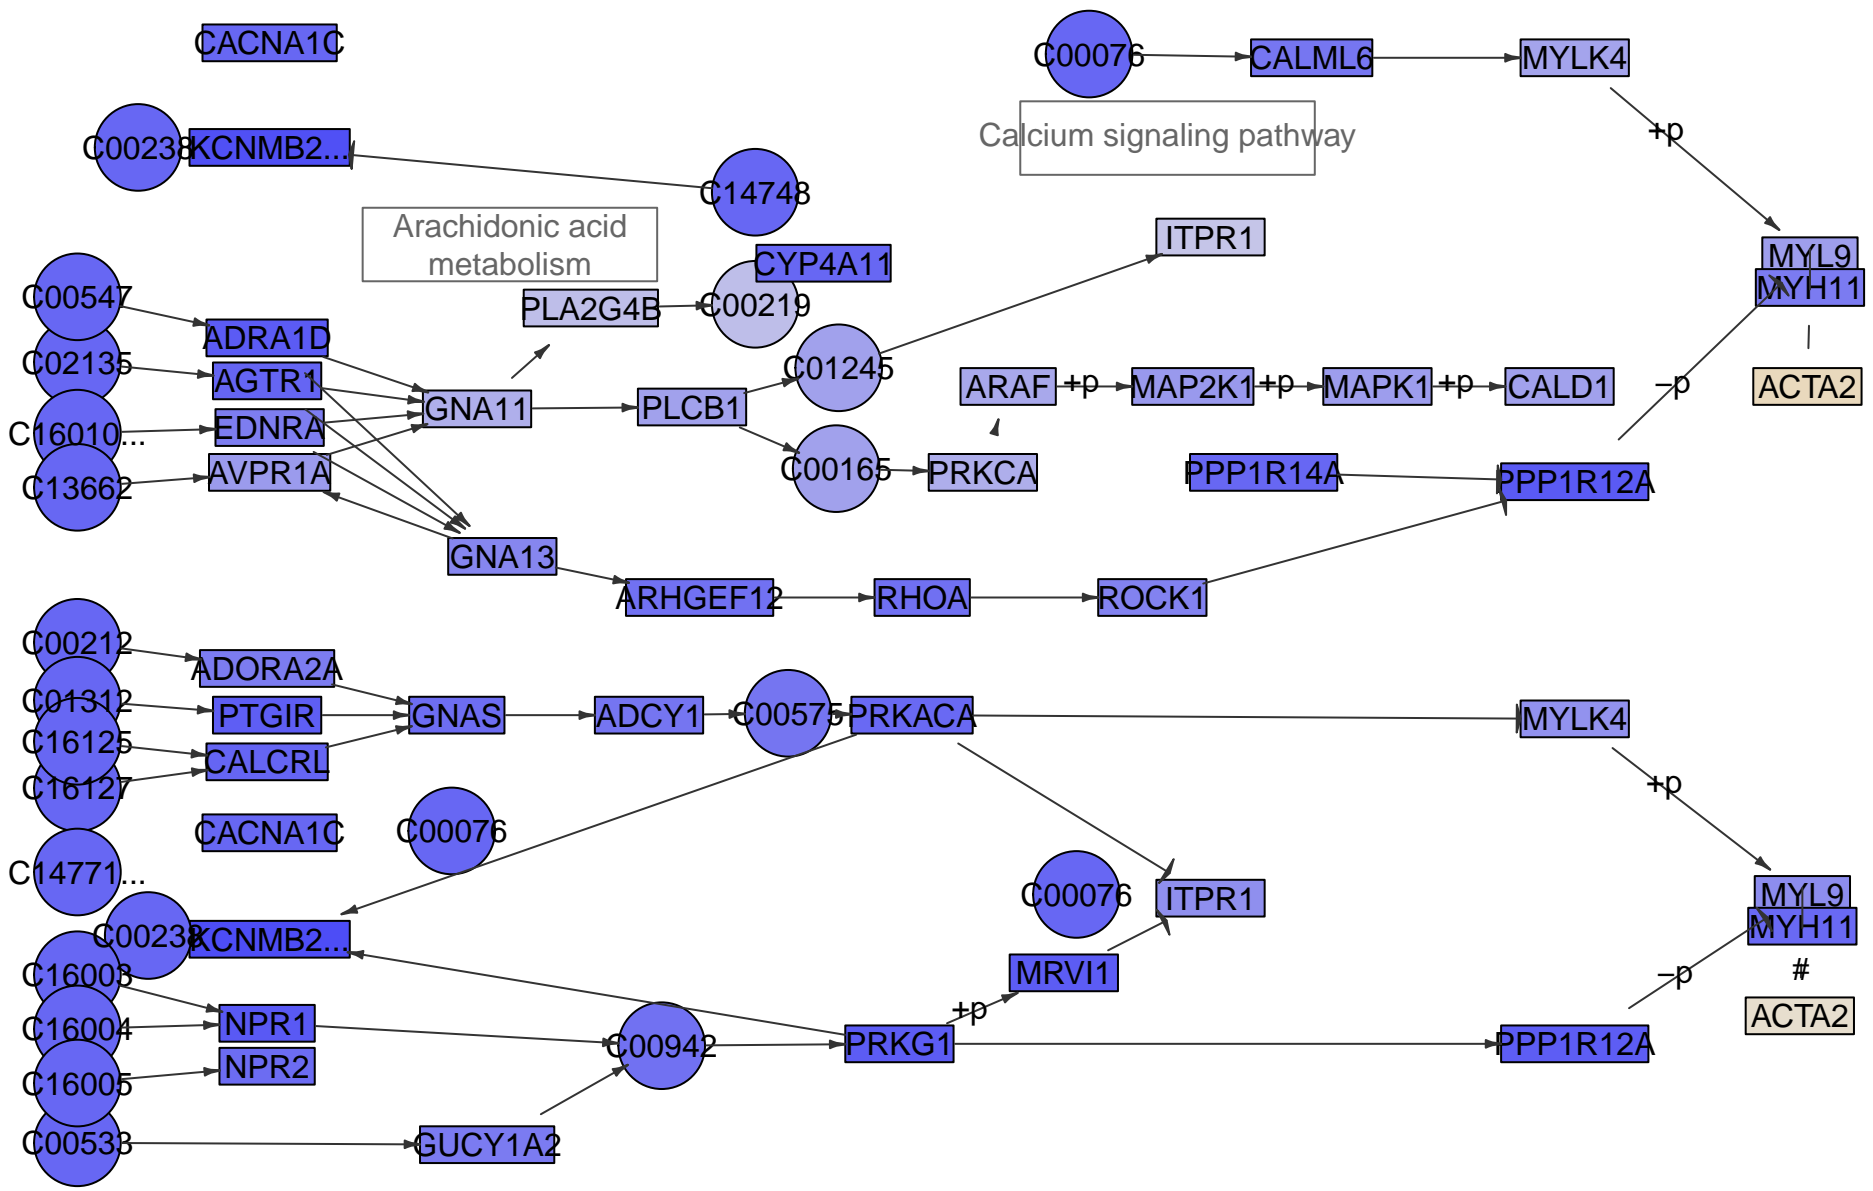 CACNA1C
C00076
CALML6
MYLK4
+p
Calcium signaling pathway
C00238
KCNMB2...
C14748
Arachidonic acid
metabolism
ITPR1
MYL9
MYH11
CYP4A11
C00547
PLA2G4B
C00219
ADRA1D
C02135
AGTR1
C01245
ARAF
+p
MAP2K1
+p
MAPK1
+p
CALD1
–p
ACTA2
GNA11
PLCB1
C16010...
EDNRA
C13662
AVPR1A
C00165
PRKCA
PPP1R14A
PPP1R12A
GNA13
ARHGEF12
RHOA
ROCK1
C00212
ADORA2A
C01312
PTGIR
GNAS
ADCY1
C00575
PRKACA
MYLK4
C16125
CALCRL
C16127
+p
CACNA1C
C00076
C14771...
C00076
ITPR1
MYL9
MYH11
C00238
KCNMB2...
C16003
MRVI1
–p
#
+p
ACTA2
C16004
NPR1
C00942
PRKG1
PPP1R12A
NPR2
C16005
C00533
GUCY1A2